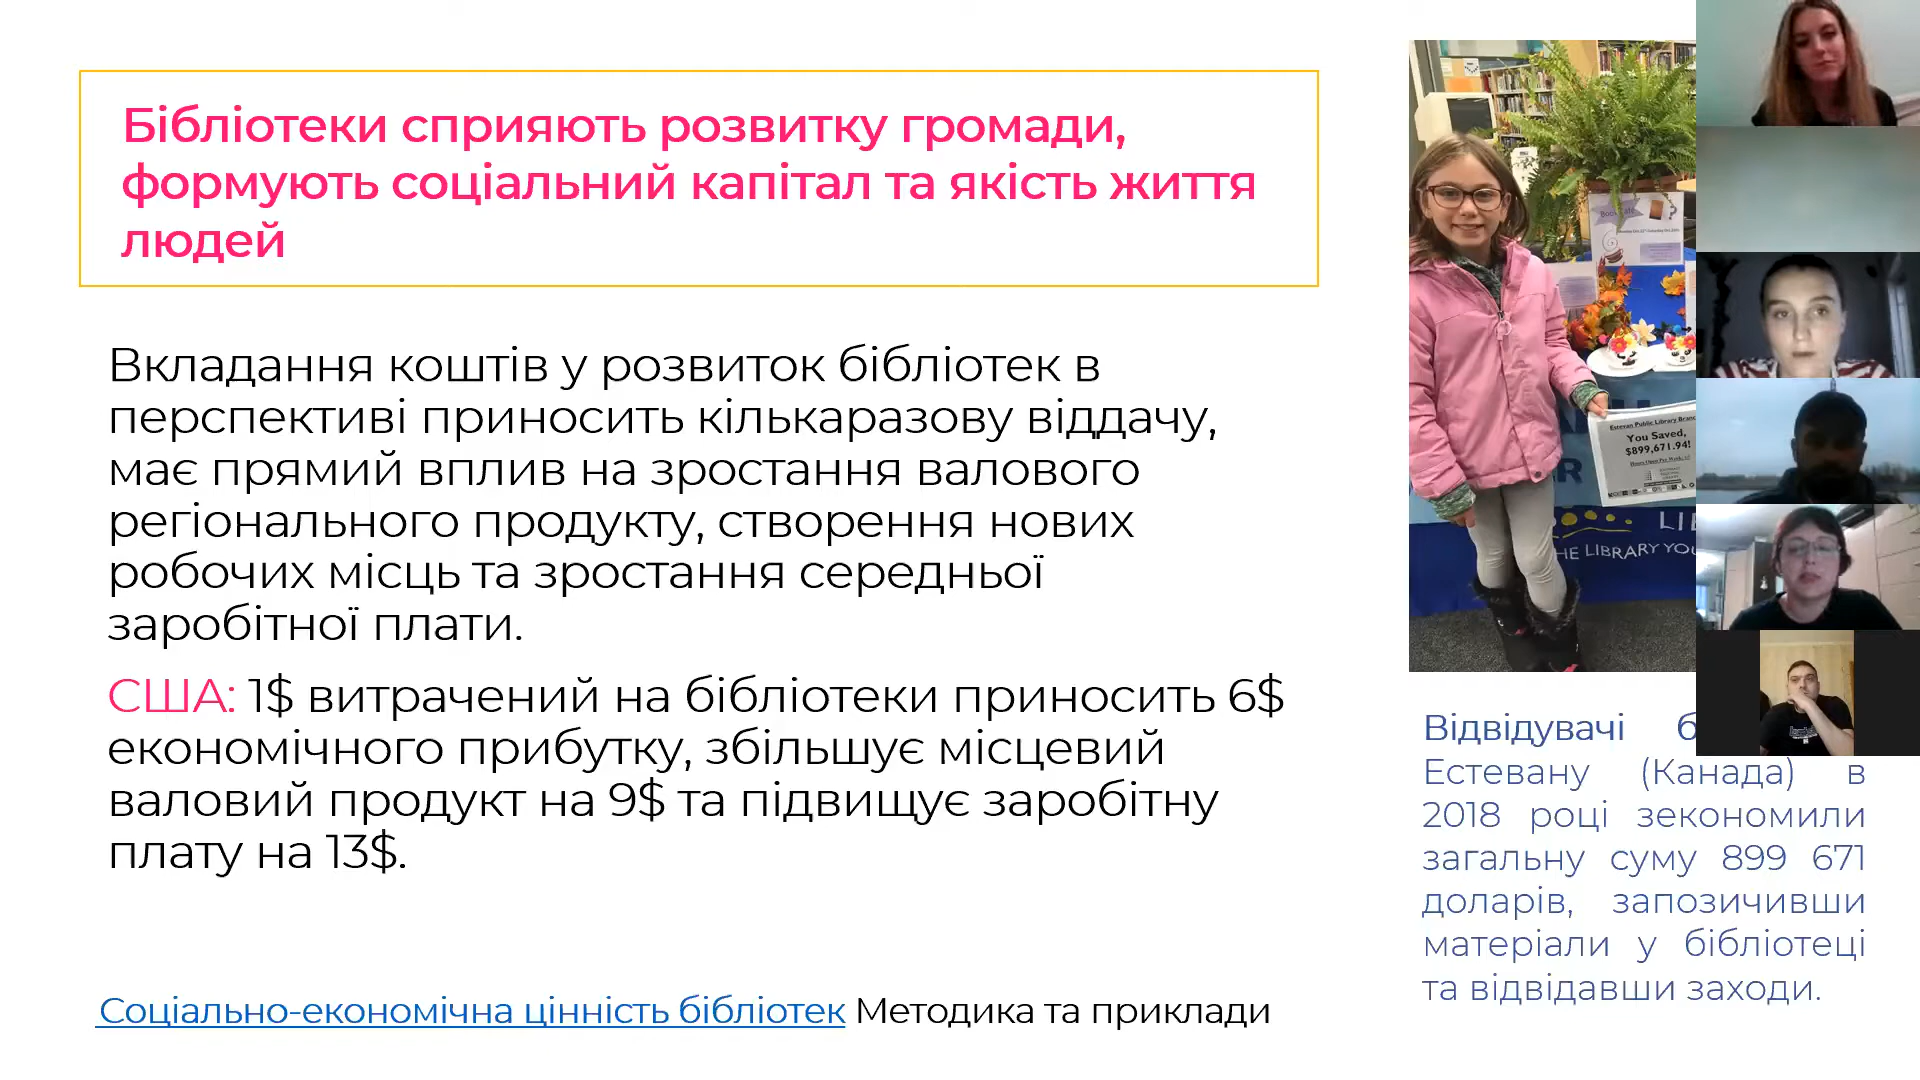 Бібліотеки сприяють розвитку громади,
формують соціальний капітал та якість життя
людей
Вкладання коштів у розвиток бібліотек в
перспективі приносить кількаразову віддачу,
має прямий вплив на зростання валового
регіонального продукту, створення нових
робочих місць та зростання середньої
заробітної плати.
США: 1$ витрачений на бібліотеки приносить 6$
економічного прибутку, збільшує місцевий
валовий продукт на 9$ та підвищує заробітну
плату на 13$.
Соціально-економічна цінність бібліотек Методика та приклади
Estevan Public Library
You Saved,
$899,671.94!
HE LIBRARY
Відвідувачі
Естевану (Канада) в
2018 році зекономили
загальну суму 899 671
доларів, запозичивши
матеріали у бібліотеці
та відвідавши заходи.